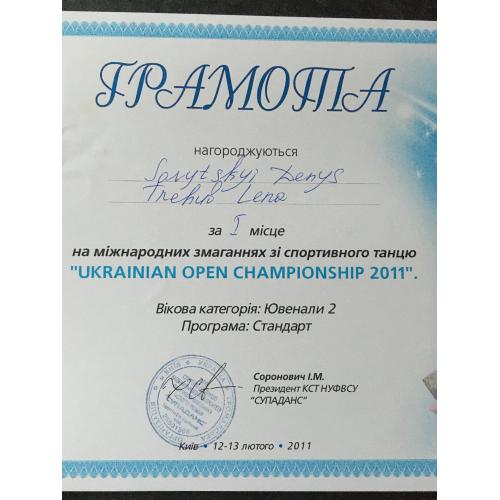 ГРАМОТА
нагороджуються
Sorytskyi Denys
Trehub Lena
за I місце
на міжнародних змаганнях зі спортивного танцю
"UKRAINIAN OPEN CHAMPIONSHIP 2011".
Вікова категорія: Ювенали 2
Програма: Стандарт
Соронович І.М.
Президент КСТ НУФВСУ
"СУПАДАНС"
Київ • 12-13 лютого • 2011